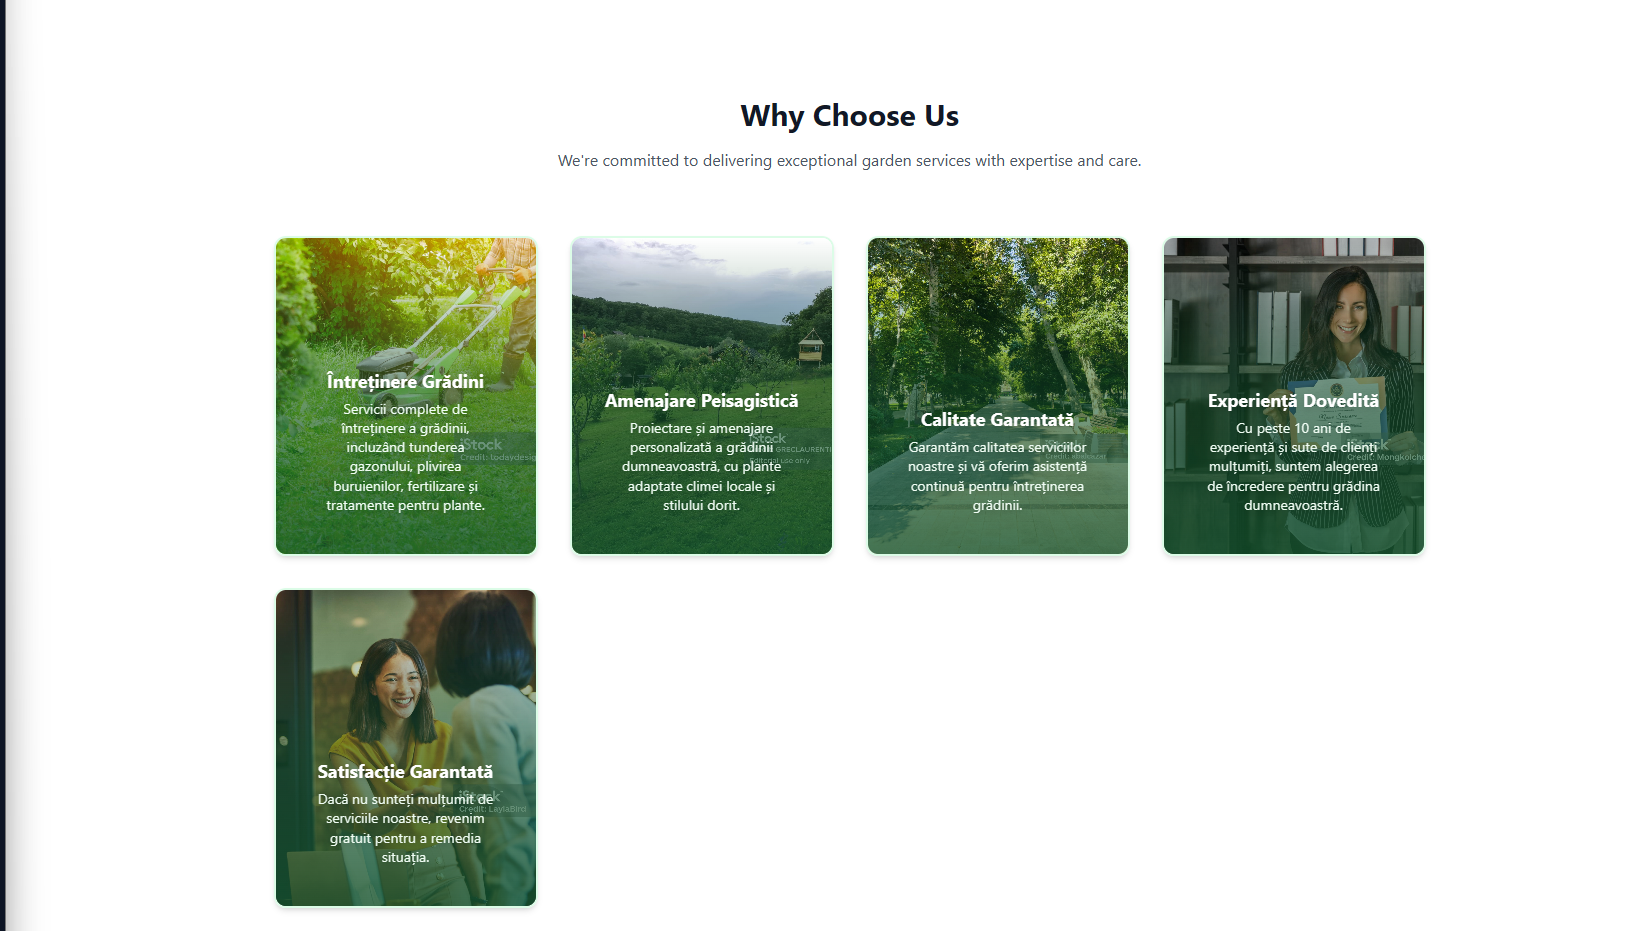 Why Choose Us
We're committed to delivering exceptional garden services with expertise and care.
Întreținere Grădini
Servicii complete de
întreținere a grădinii,
incluzând tunderea
gazonului, plivirea
buruienilor, fertilizare și
tratamente pentru plante.
iStock
Credit: todaydesig
Amenajare Peisagistică
Proiectare și amenajare
personalizată a grădinii
dumneavoastră, cu plante
adaptate climei locale și
stilului dorit.
iStock
GRECLAURENTI
Editorial use only
Calitate Garantată
Garantăm calitatea serviciilor
noastre și vă oferim asistență
continuă pentru întreținerea
grădinii.
Experiență Dovedită
Cu peste 10 ani de
experiență și sute de clienți
mulțumiți, suntem alegerea
de încredere pentru grădina
dumneavoastră.
iStock
Credit: Mongkolch
Satisfacție Garantată
Dacă nu sunteți mulțumit de
serviciile noastre, revenim
gratuit pentru a remedia
situația.
iStock
Credit: LaylaBird